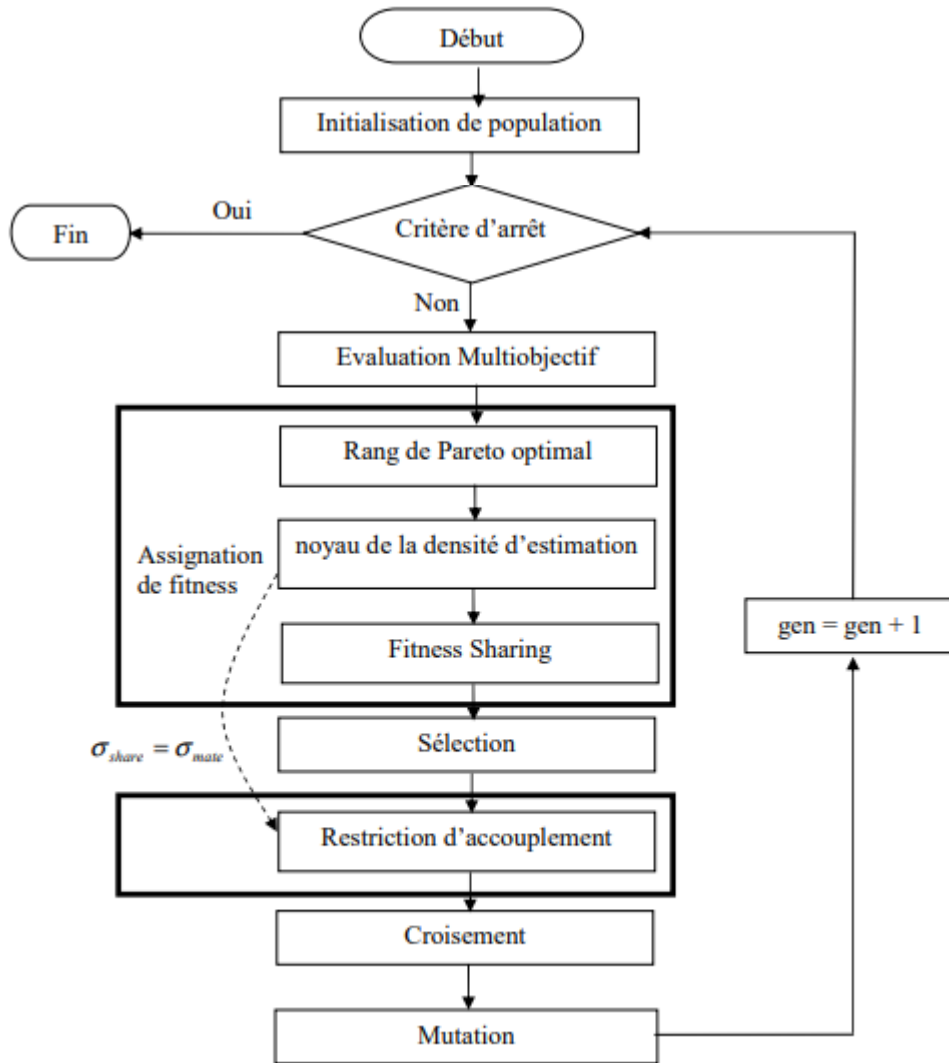 Début
Initialisation de population
Oui
Critère d’arrêt
Fin
Non
Evaluation Multiobjectif
Rang de Pareto optimal
noyau de la densité d’estimation
Assignation
de fitness
Fitness Sharing
gen = gen + 1
Sélection
σshare = σmate
Restriction d’accouplement
Croisement
Mutation